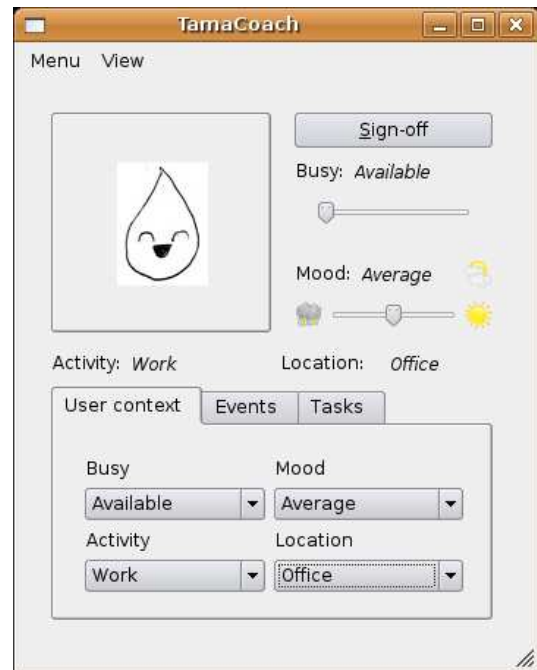 TamaCoach
Menu View
Sign-off
Busy: Available
Mood: Average
Activity: Work Location: Office
User context Events Tasks
Busy Mood
Available Average
Activity Location
Work Office